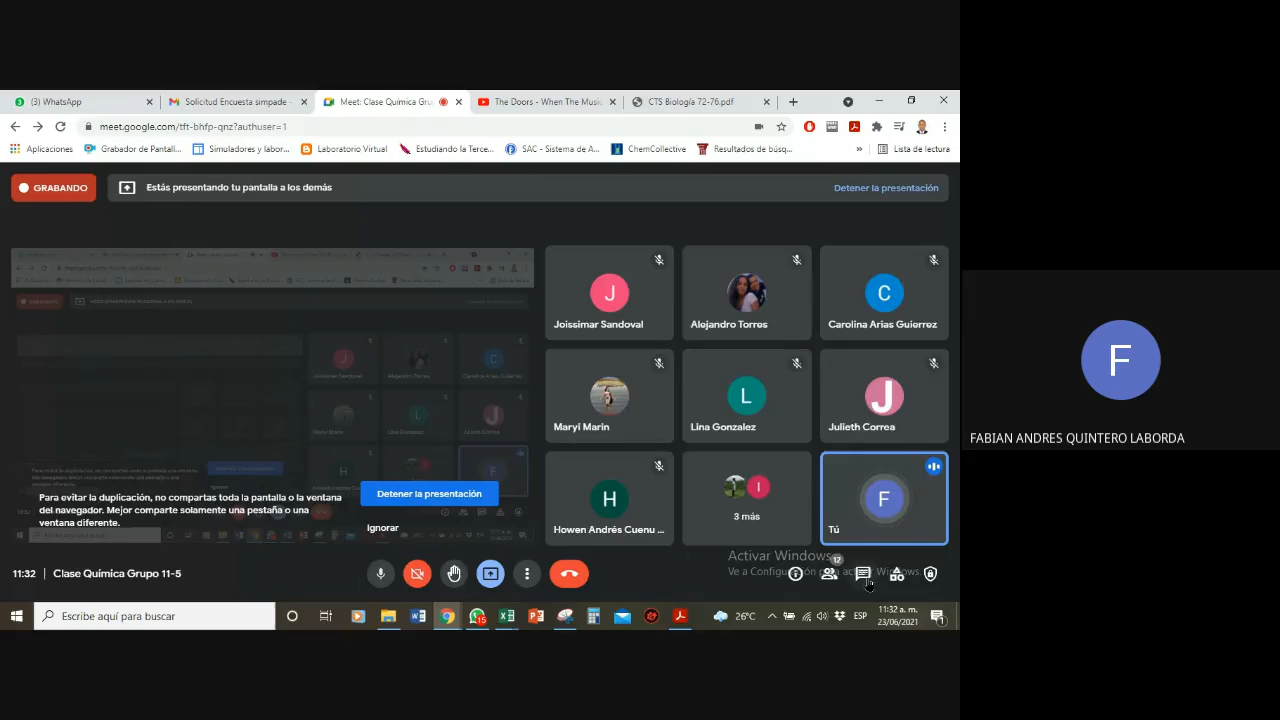 (3) WhatsApp
Solicitud Encuesta simpade -
Meet: Clase Química Gru
The Doors - When The Musi
CTS Biología 72-76.pdf
meet.google.com/tft-bhfp-qnz?authuser=1
Aplicaciones
Grabador de Pantall...
Simuladores y labor...
Laboratorio Virtual
Estudiando la Terce...
SAC - Sistema de A...
ChemCollective
Resultados de búsq...
»
Lista de lectura
GRABANDO
Estás presentando tu pantalla a los demás
Detener la presentación
J
Joissimar Sandoval
Alejandro Torres
C
Carolina Arias Guierrez
Maryi Marin
L
Lina Gonzalez
J
Julieth Correa
H
Howen Andrés Cuenu ...
I
3 más
F
Tú
Para evitar la duplicación, no compartas toda la pantalla o la ventana
del navegador. Mejor comparte solamente una pestaña o una
ventana diferente.
Detener la presentación
Ignorar
F
FABIAN ANDRES QUINTERO LABORDA
Activar Windows
Ve a Configuración Windows.
12
11:32 | Clase Química Grupo 11-5
Escribe aquí para buscar
15
26°C
ESP
11:32 a. m.
23/06/2021
1